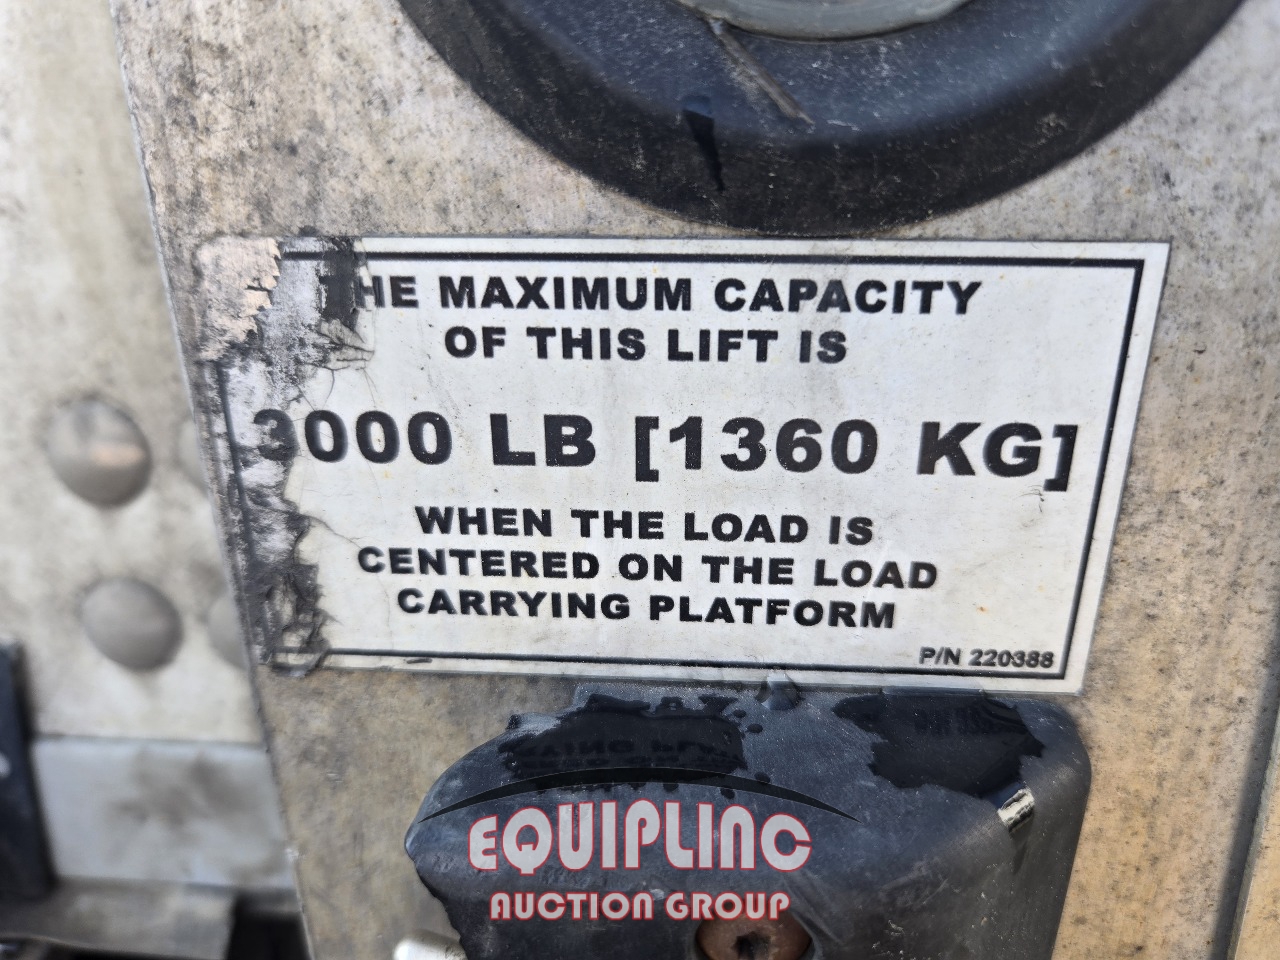 THE MAXIMUM CAPACITY
OF THIS LIFT IS
3000 LB [1360 KG]
WHEN THE LOAD IS
CENTERED ON THE LOAD
CARRYING PLATFORM
P/N 220388
EQUIPLINC
AUCTION GROUP